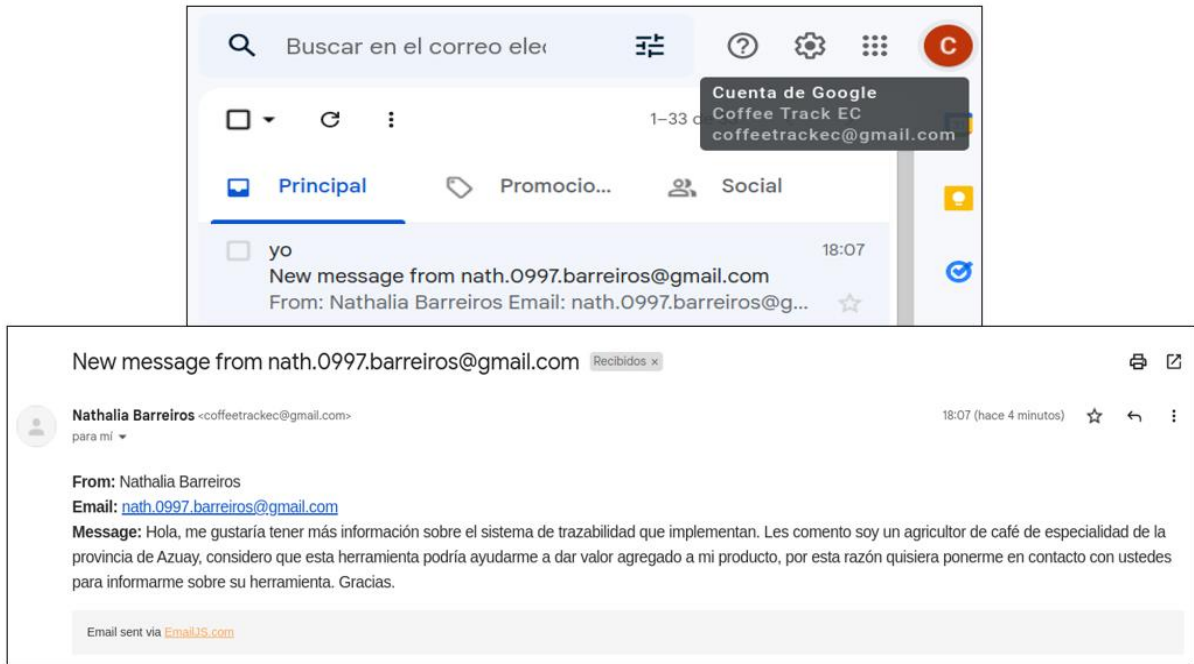 Buscar en el correo elec
C
Cuenta de Google
Coffee Track EC
coffeetrackec@gmail.com
1–33 d
Principal
Promocio...
Social
yo
18:07
New message from nath.0997.barreiros@gmail.com
From: Nathalia Barreiros Email: nath.0997.barreiros@g...
New message from nath.0997.barreiros@gmail.com Recibidos x
Nathalia Barreiros <coffeetrackec@gmail.com>
18:07 (hace 4 minutos)
para mí
From: Nathalia Barreiros
Email: nath.0997.barreiros@gmail.com
Message: Hola, me gustaría tener más información sobre el sistema de trazabilidad que implementan. Les comento soy un agricultor de café de especialidad de la
provincia de Azuay, considero que esta herramienta podría ayudarme a dar valor agregado a mi producto, por esta razón quisiera ponerme en contacto con ustedes
para informarme sobre su herramienta. Gracias.
Email sent via EmailJS.com